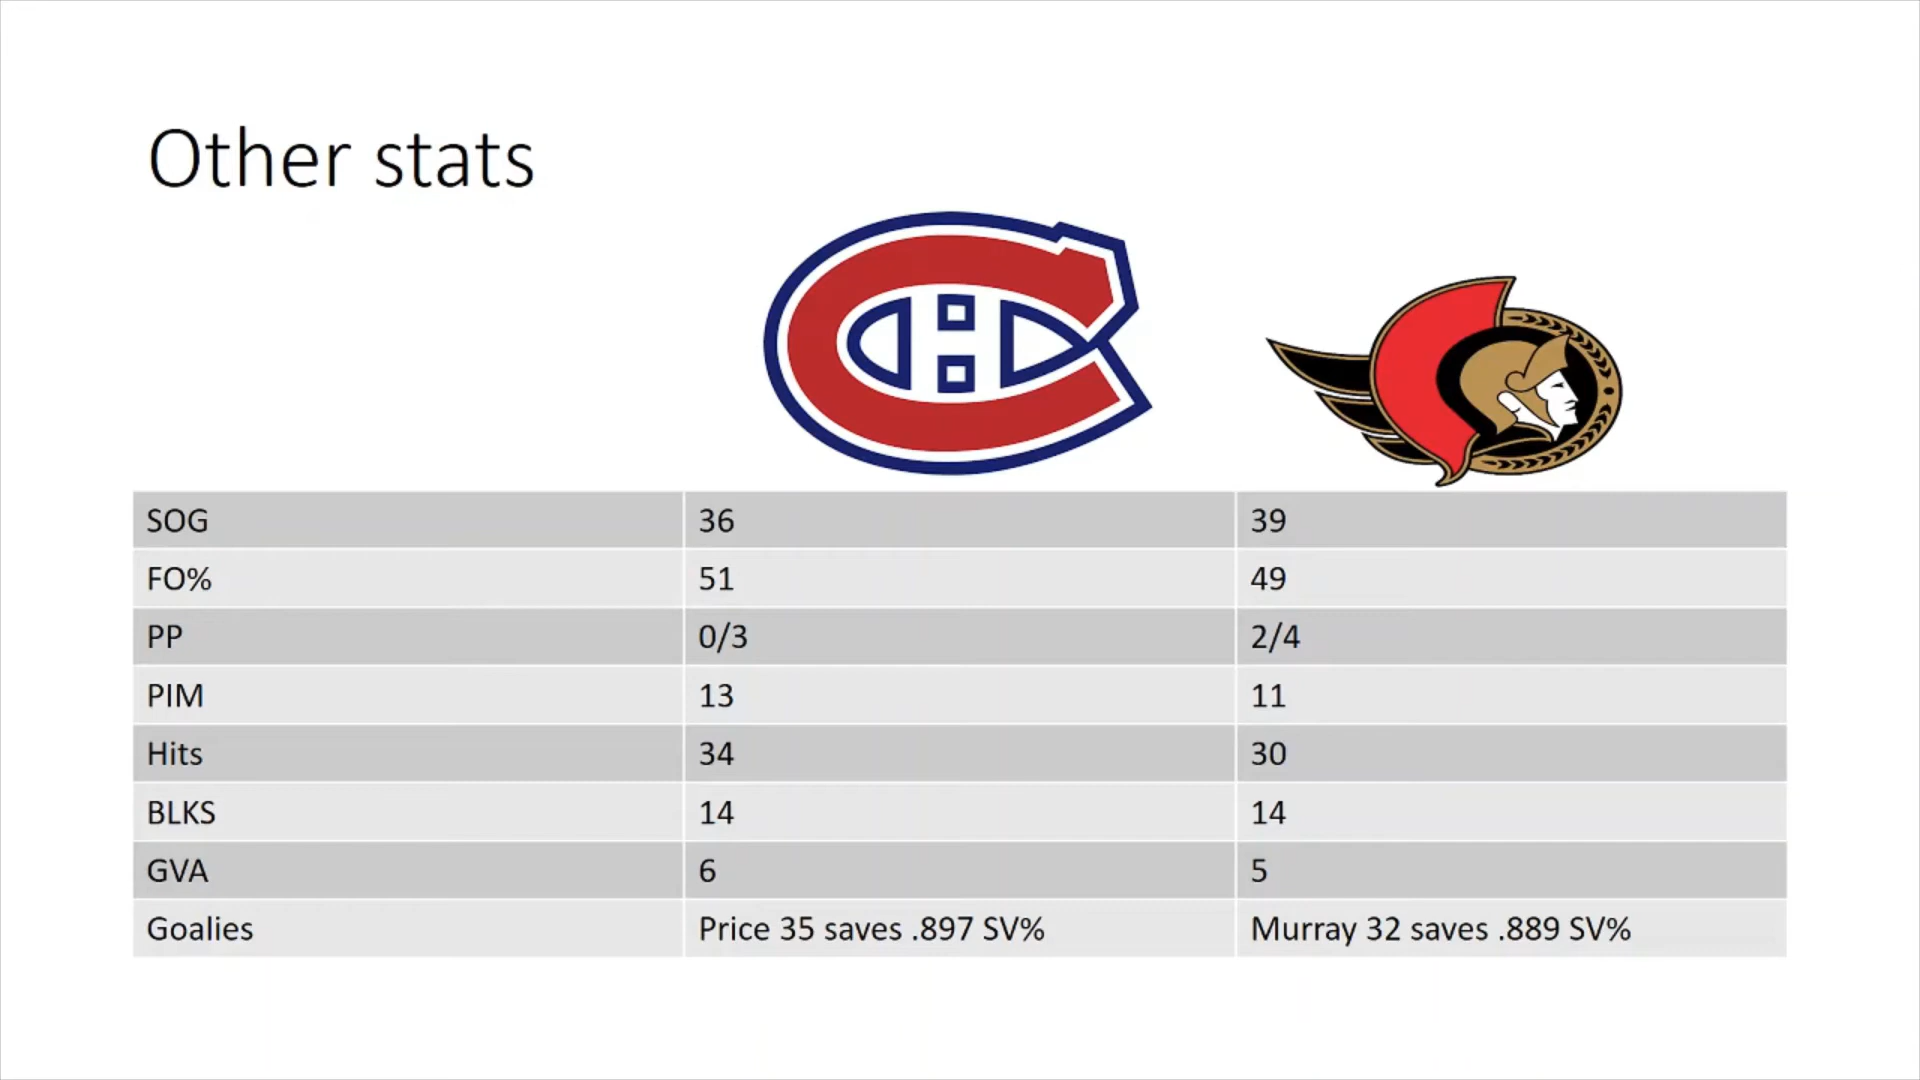 Other stats
SOG 36 39
FO% 51 49
PP 0/3 2/4
PIM 13 11
Hits 34 30
BLKS 14 14
GVA 6 5
Goalies Price 35 saves .897 SV% Murray 32 saves .889 SV%